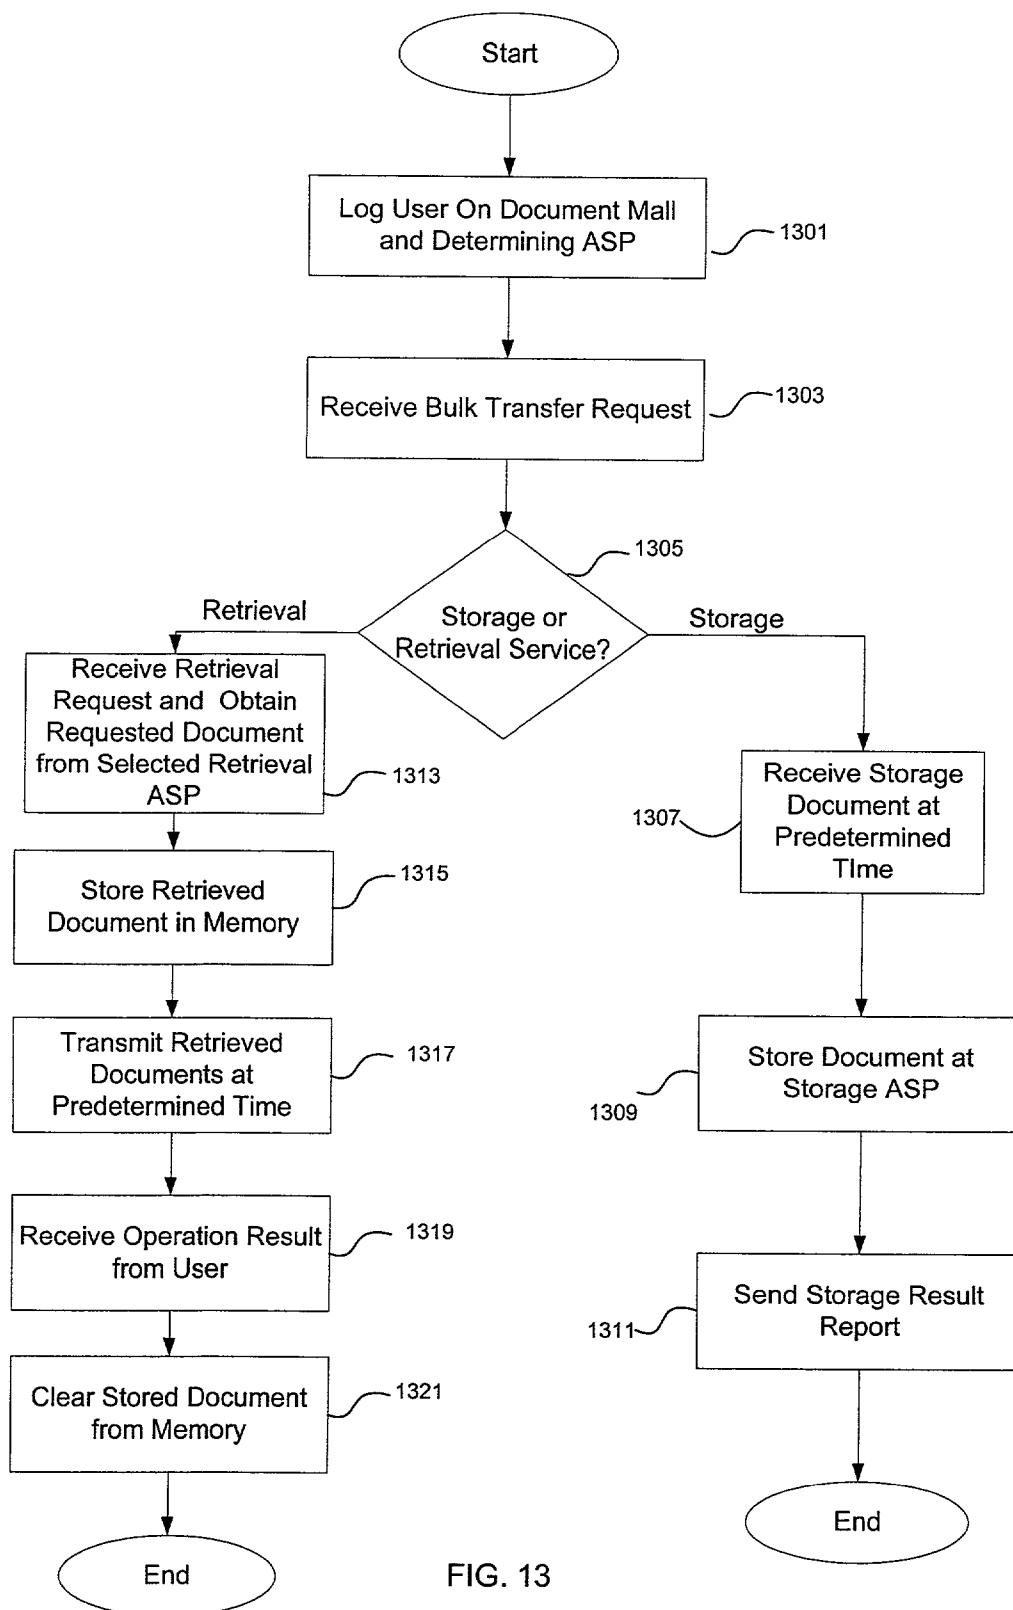 Start
Log User On Document Mall
and Determining ASP
1301
Receive Bulk Transfer Request
1303
1305
Storage or
Retrieval Service?
Retrieval
Storage
Receive Retrieval
Request and Obtain
Requested Document
from Selected Retrieval
ASP
1313
Store Retrieved
Document in Memory
1315
Transmit Retrieved
Documents at
Predetermined Time
1317
Receive Operation Result
from User
1319
Clear Stored Document
from Memory
1321
End
Receive Storage
Document at
Predetermined
TIme
1307
Store Document at
Storage ASP
1309
Send Storage Result
Report
1311
End
FIG. 13